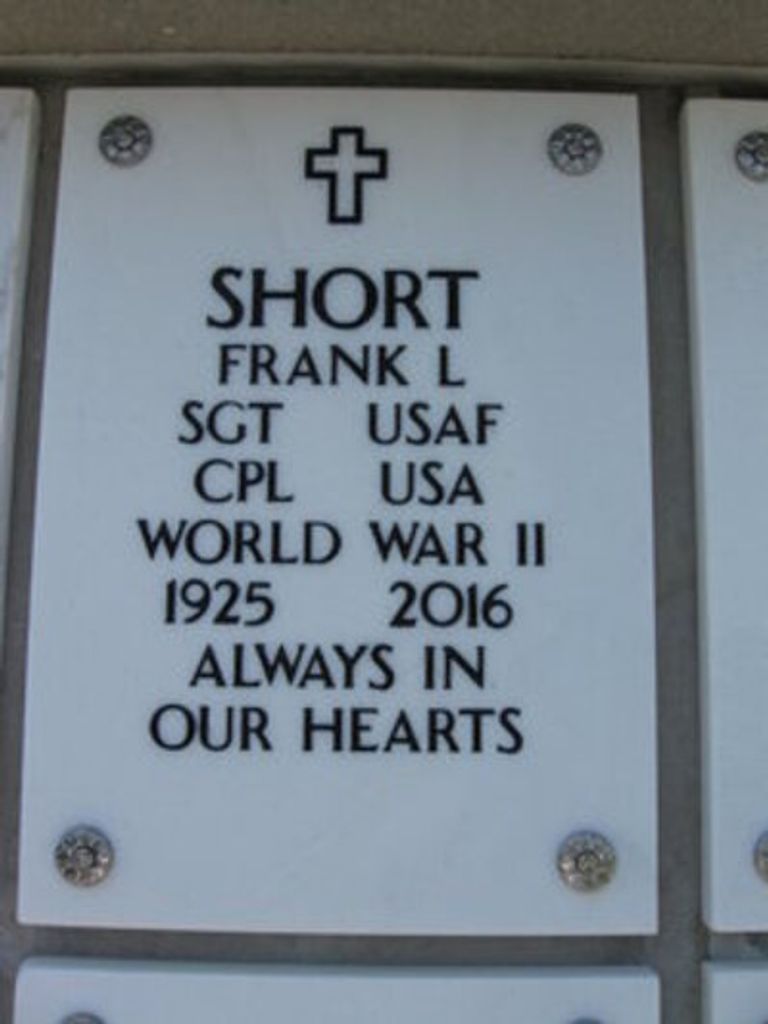 SHORT
FRANK L
SGT USAF
CPL USA
WORLD WAR II
1925 2016
ALWAYS IN
OUR HEARTS